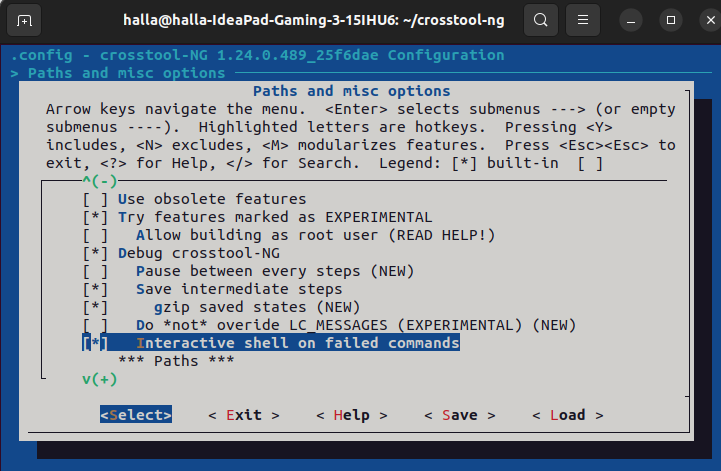 halla@halla-IdeaPad-Gaming-3-15IHU6: ~/crosstool-ng
.config - crosstool-NG 1.24.0.489_25f6dae Configuration
> Paths and misc options
Paths and misc options
Arrow keys navigate the menu.  <Enter> selects submenus ---> (or empty
submenus ----).  Highlighted letters are hotkeys.  Pressing <Y>
includes, <N> excludes, <M> modularizes features.  Press <Esc><Esc> to
exit, <?> for Help, </> for Search.  Legend: [*] built-in  [ ]
^(-)
[ ] Use obsolete features
[*] Try features marked as EXPERIMENTAL
[ ]   Allow building as root user (READ HELP!)
[*] Debug crosstool-NG
[ ]   Pause between every steps (NEW)
[*]   Save intermediate steps
[*]     gzip saved states (NEW)
[ ]   Do *not* overide LC_MESSAGES (EXPERIMENTAL) (NEW)
[*]   Interactive shell on failed commands
*** Paths ***
v(+)
<Select>    < Exit >    < Help >    < Save >    < Load >